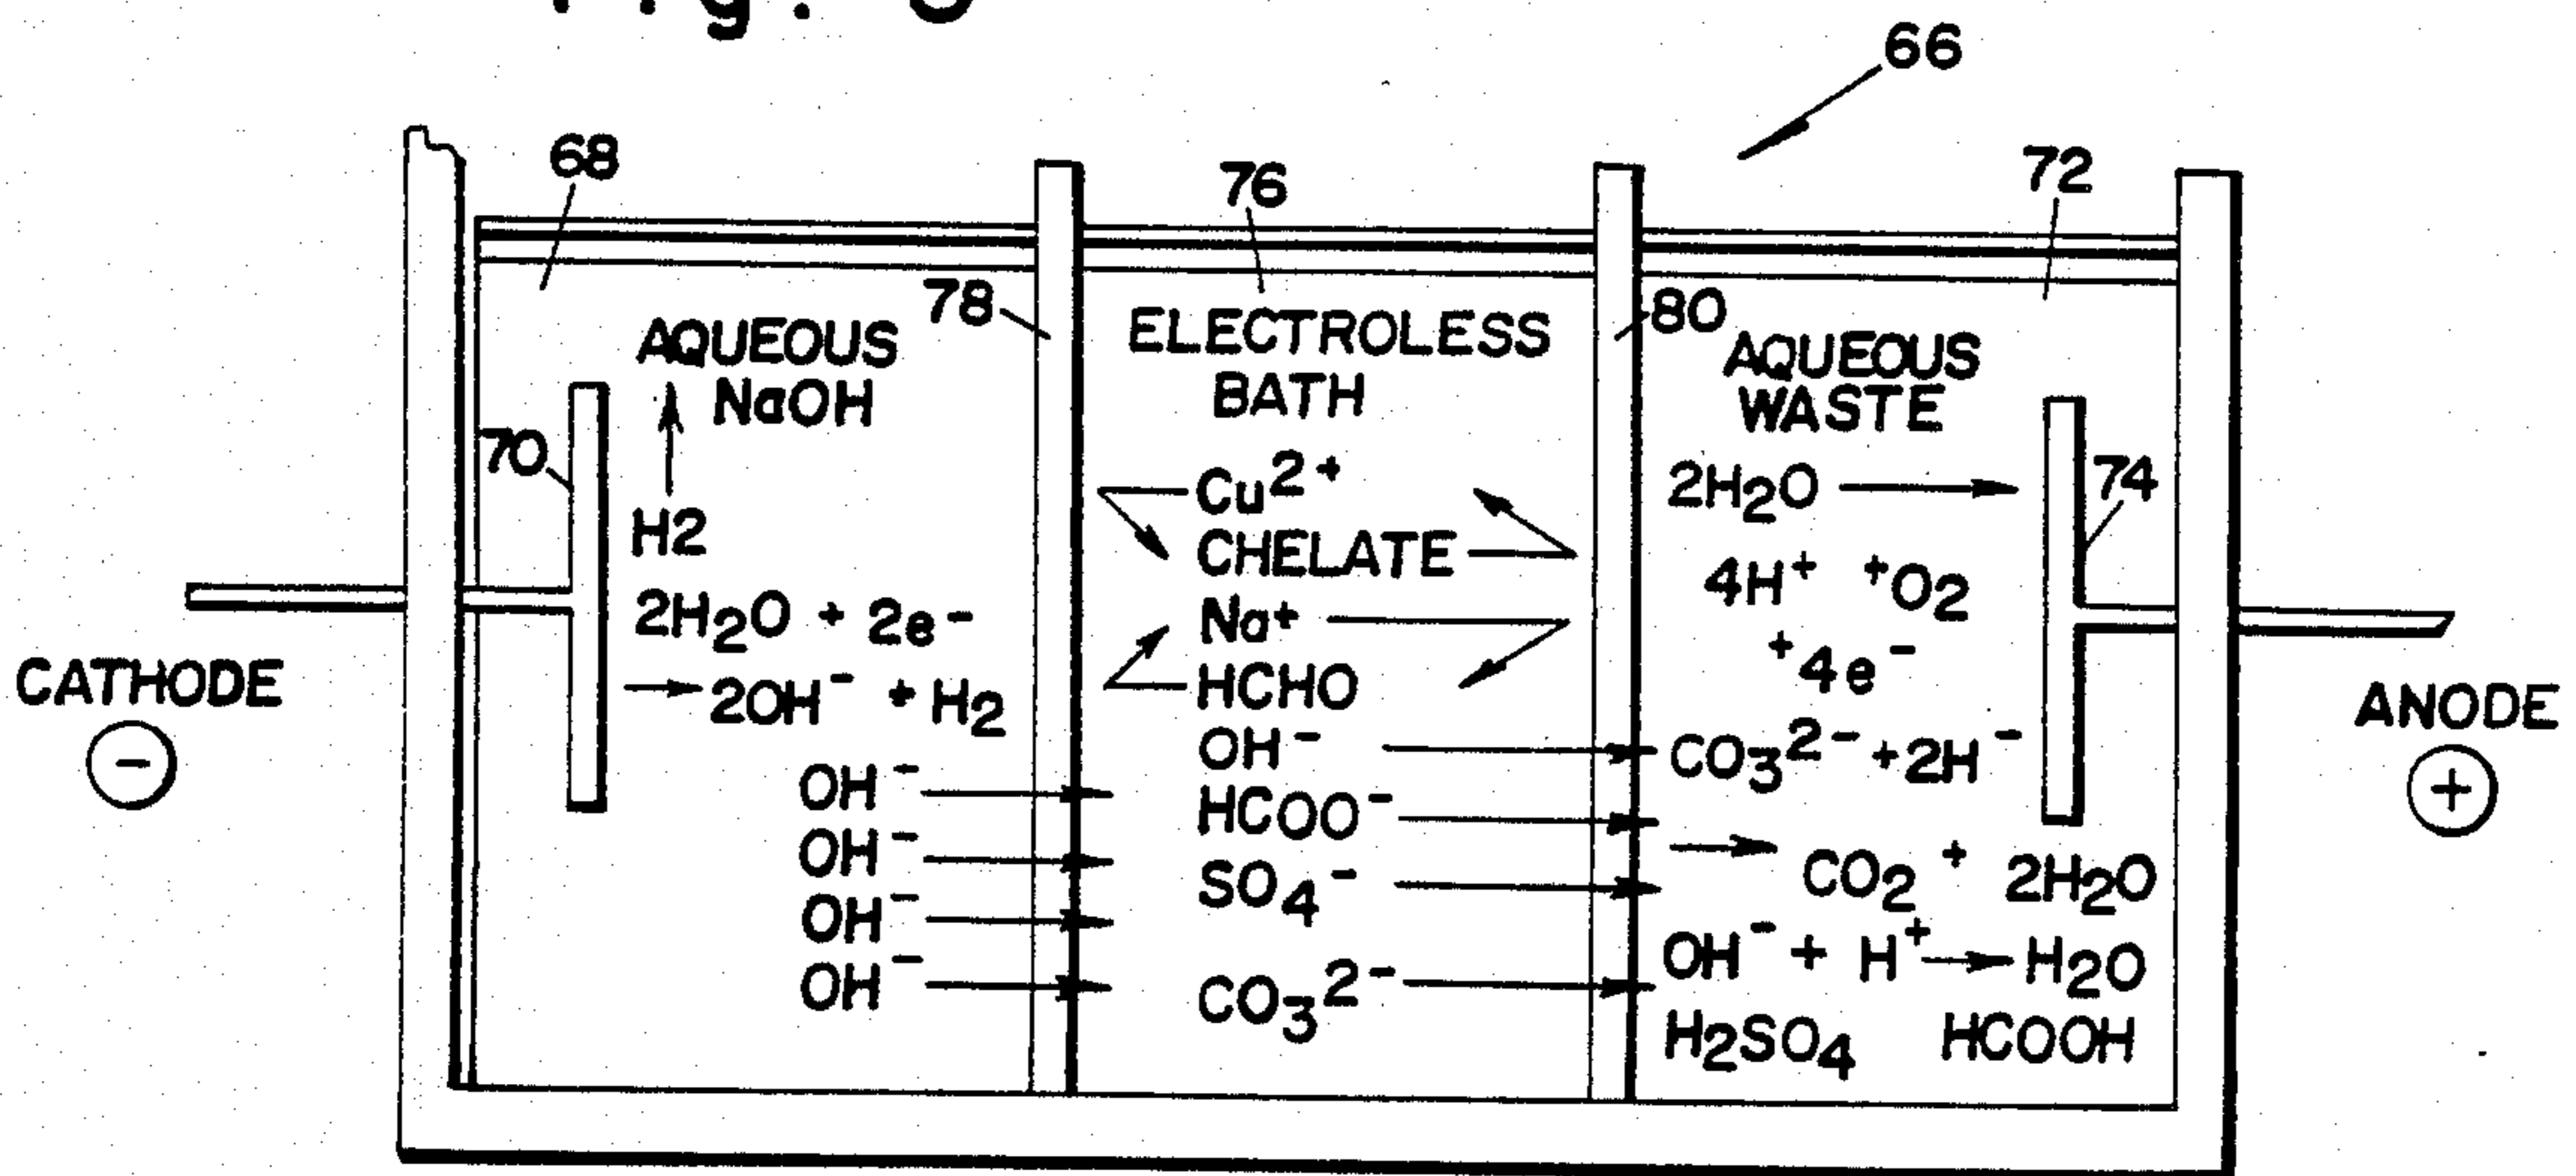 66
68
76
72
78
80
AQUEOUS
NaOH
ELECTROLESS
BATH
AQUEOUS
WASTE
70
74
H2
2H₂O + 2e⁻
→ 2OH⁻ + H₂
OH⁻ →
OH⁻ →
OH⁻ →
OH⁻ →
Cu²⁺
CHELATE
Na⁺
HCHO
OH⁻ →
HCOO⁻ →
SO₄⁻ →
CO₃²⁻ →
2H₂O →
4H⁺ ⁺O₂
⁺4e⁻
CO₃²⁻ + 2H⁻
→ CO₂ + 2H₂O
OH⁻ + H⁺ → H₂O
H₂SO₄ HCOOH
CATHODE
−
ANODE
+